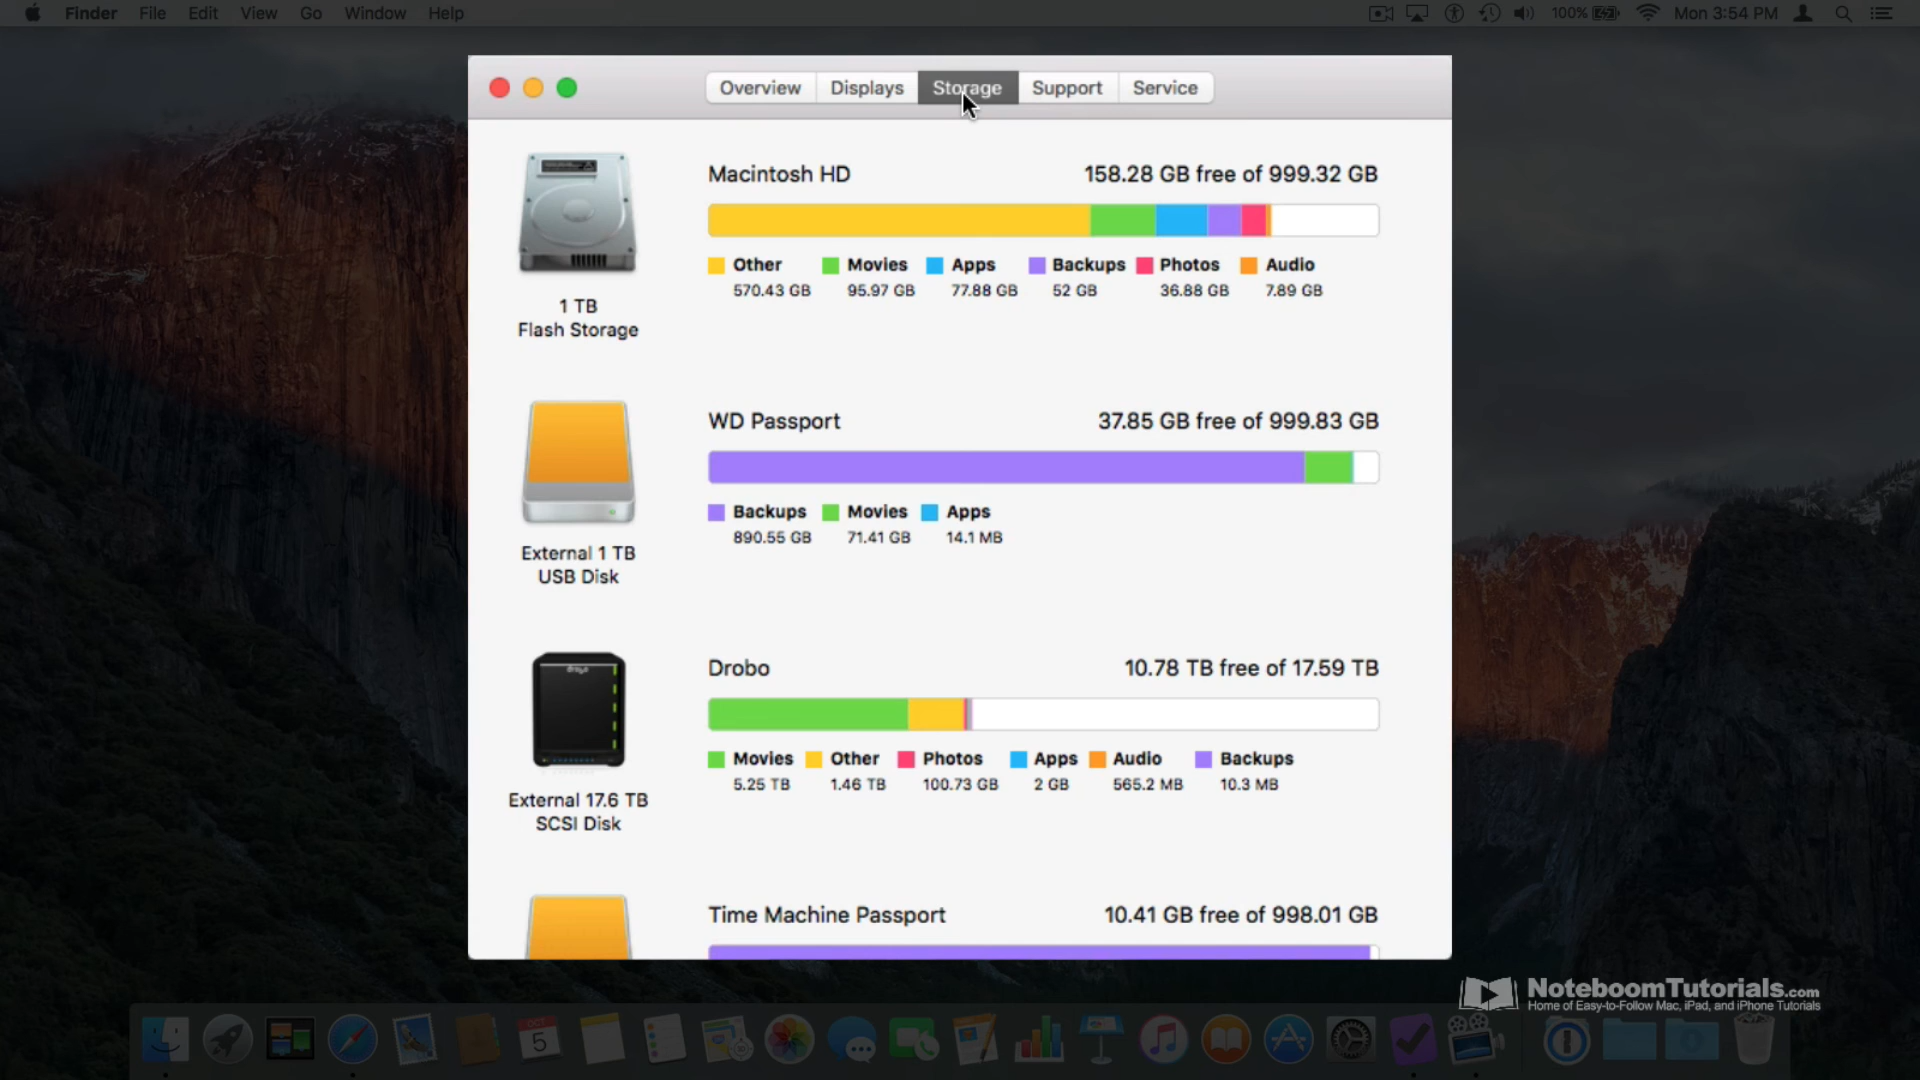 Finder File Edit View Go Window Help 100% Mon 3:54 PM
Overview Displays Storage Support Service
Macintosh HD 158.28 GB free of 999.32 GB
Other Movies Apps Backups Photos Audio
570.43 GB 95.97 GB 77.88 GB 52 GB 36.88 GB 7.89 GB
1 TB
Flash Storage
WD Passport 37.85 GB free of 999.83 GB
Backups Movies Apps
890.55 GB 71.41 GB 14.1 MB
External 1 TB
USB Disk
Drobo 10.78 TB free of 17.59 TB
Movies Other Photos Apps Audio Backups
5.25 TB 1.46 TB 100.73 GB 2 GB 565.2 MB 10.3 MB
External 17.6 TB
SCSI Disk
Time Machine Passport 10.41 GB free of 998.01 GB
NoteboomTutorials.com
Home of Easy-to-Follow Mac, iPad, and iPhone Tutorials
OCT
5